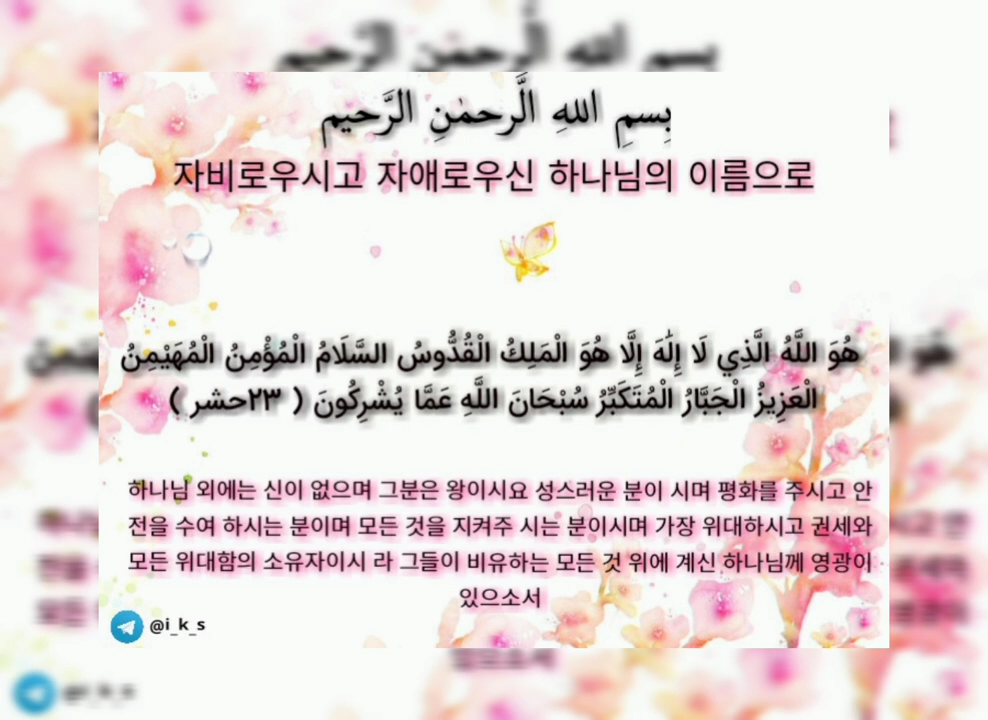 بِسمِ اللهِ الَّرحمٰنِ الرَّحيم
자비로우시고 자애로우신 하나님의 이름으로
هُوَ اللَّهُ الَّذِي لَا إِلَٰهَ إِلَّا هُوَ الْمَلِكُ الْقُدُّوسُ السَّلَامُ الْمُؤْمِنُ الْمُهَيْمِنُ
الْعَزِيزُ الْجَبَّارُ الْمُتَكَبِّرُ سُبْحَانَ اللَّهِ عَمَّا يُشْرِكُونَ ( ٢٣حشر )
하나님 외에는 신이 없으며 그분은 왕이시요 성스러운 분이 시며 평화를 주시고 안
전을 수여 하시는 분이며 모든 것을 지켜주 시는 분이시며 가장 위대하시고 권세와
모든 위대함의 소유자이시 라 그들이 비유하는 모든 것 위에 계신 하나님께 영광이
있으소서
@i_k_s